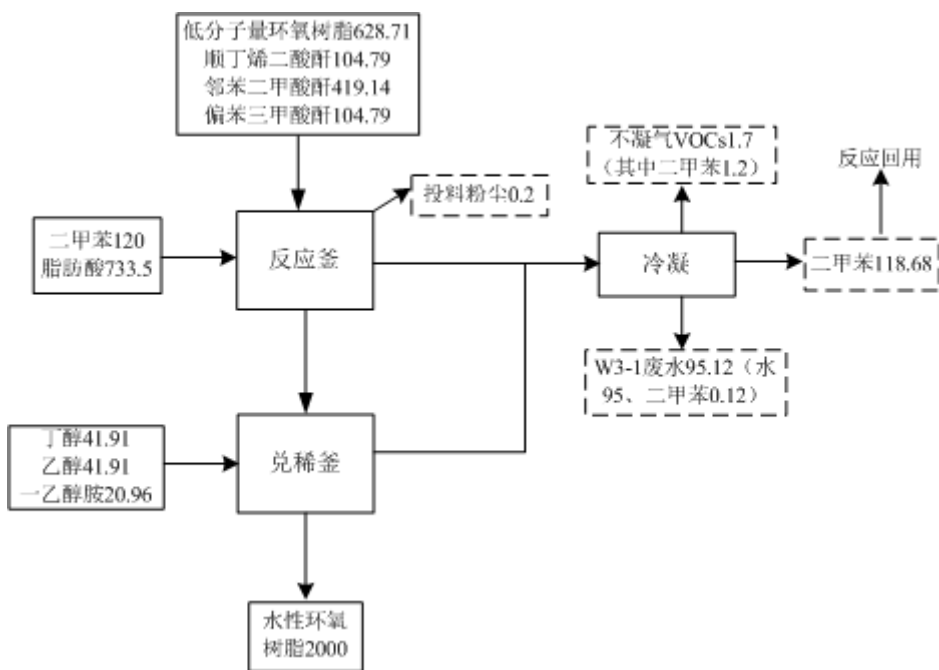 低分子量环氧树脂628.71
顺丁烯二酸酐104.79
邻苯二甲酸酐419.14
偏苯三甲酸酐104.79
不凝气VOCs1.7
（其中二甲苯1.2）
反应回用
投料粉尘0.2
二甲苯120
脂肪酸733.5
反应釜
冷凝
二甲苯118.68
W3-1废水95.12（水
95、二甲苯0.12）
丁醇41.91
乙醇41.91
一乙醇胺20.96
兑稀釜
水性环氧
树脂2000